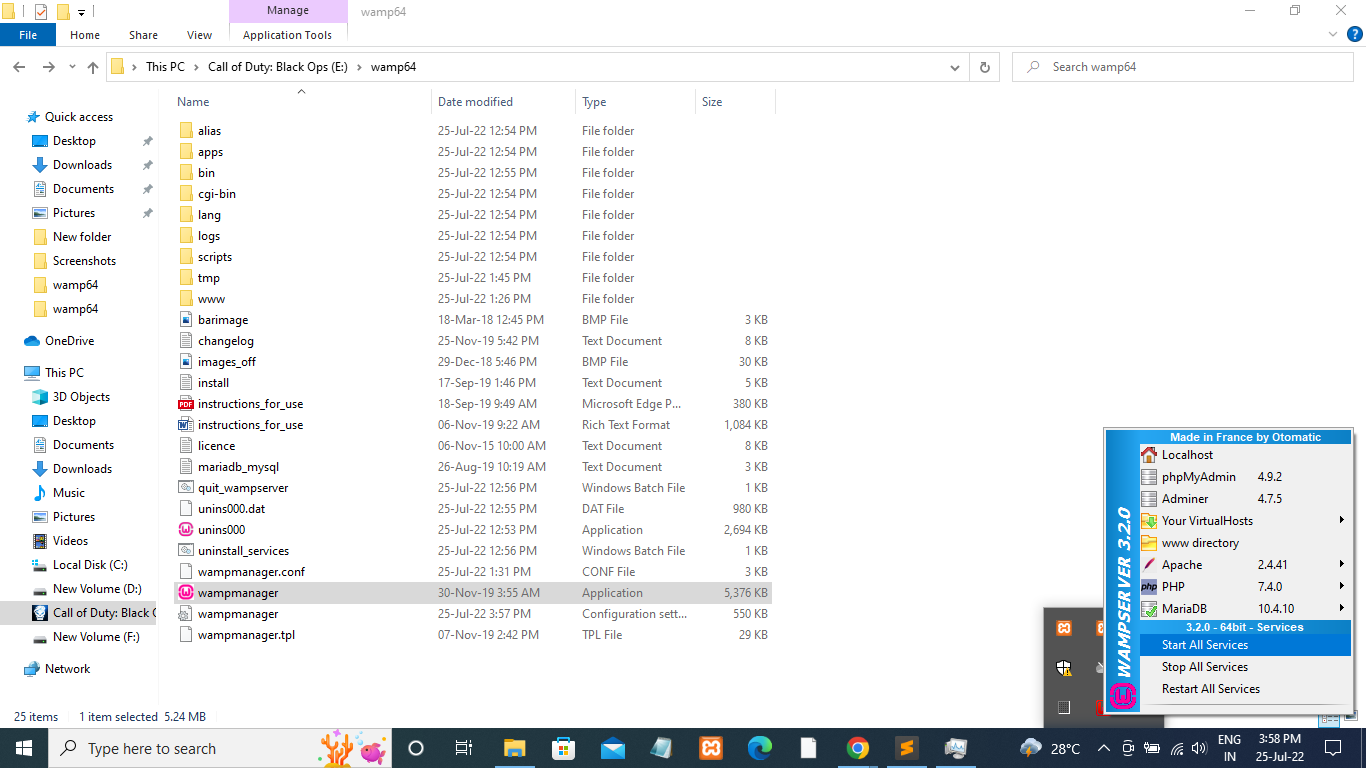 Manage
wamp64
File
Home
Share
View
Application Tools
This PC
Call of Duty: Black Ops (E:)
wamp64
Search wamp64
Name
Date modified
Type
Size
Quick access
Desktop
Downloads
Documents
Pictures
New folder
Screenshots
wamp64
wamp64
OneDrive
This PC
3D Objects
Desktop
Documents
Downloads
Music
Pictures
Videos
Local Disk (C:)
New Volume (D:)
Call of Duty: Black O
New Volume (F:)
Network
alias 25-Jul-22 12:54 PM File folder
apps 25-Jul-22 12:54 PM File folder
bin 25-Jul-22 12:55 PM File folder
cgi-bin 25-Jul-22 12:54 PM File folder
lang 25-Jul-22 12:54 PM File folder
logs 25-Jul-22 12:54 PM File folder
scripts 25-Jul-22 12:54 PM File folder
tmp 25-Jul-22 1:45 PM File folder
www 25-Jul-22 1:26 PM File folder
barimage 18-Mar-18 12:45 PM BMP File 3 KB
changelog 25-Nov-19 5:42 PM Text Document 8 KB
images_off 29-Dec-18 5:46 PM BMP File 30 KB
install 17-Sep-19 1:46 PM Text Document 5 KB
instructions_for_use 18-Sep-19 9:49 AM Microsoft Edge P... 380 KB
instructions_for_use 06-Nov-19 9:22 AM Rich Text Format 1,084 KB
licence 06-Nov-15 10:00 AM Text Document 8 KB
mariadb_mysql 26-Aug-19 10:19 AM Text Document 3 KB
quit_wampserver 25-Jul-22 12:56 PM Windows Batch File 1 KB
unins000.dat 25-Jul-22 12:55 PM DAT File 980 KB
unins000 25-Jul-22 12:53 PM Application 2,694 KB
uninstall_services 25-Jul-22 12:56 PM Windows Batch File 1 KB
wampmanager.conf 25-Jul-22 1:31 PM CONF File 3 KB
wampmanager 30-Nov-19 3:55 AM Application 5,376 KB
wampmanager 25-Jul-22 3:57 PM Configuration sett... 550 KB
wampmanager.tpl 07-Nov-19 2:42 PM TPL File 29 KB
Made in France by Otomatic
Localhost
phpMyAdmin 4.9.2
Adminer 4.7.5
Your VirtualHosts
www directory
Apache 2.4.41
php PHP 7.4.0
MariaDB 10.4.10
3.2.0 - 64bit - Services
Start All Services
Stop All Services
Restart All Services
WAMPSERVER 3.2.0
25 items
1 item selected 5.24 MB
Type here to search
28°C
ENG
IN
3:58 PM
25-Jul-22